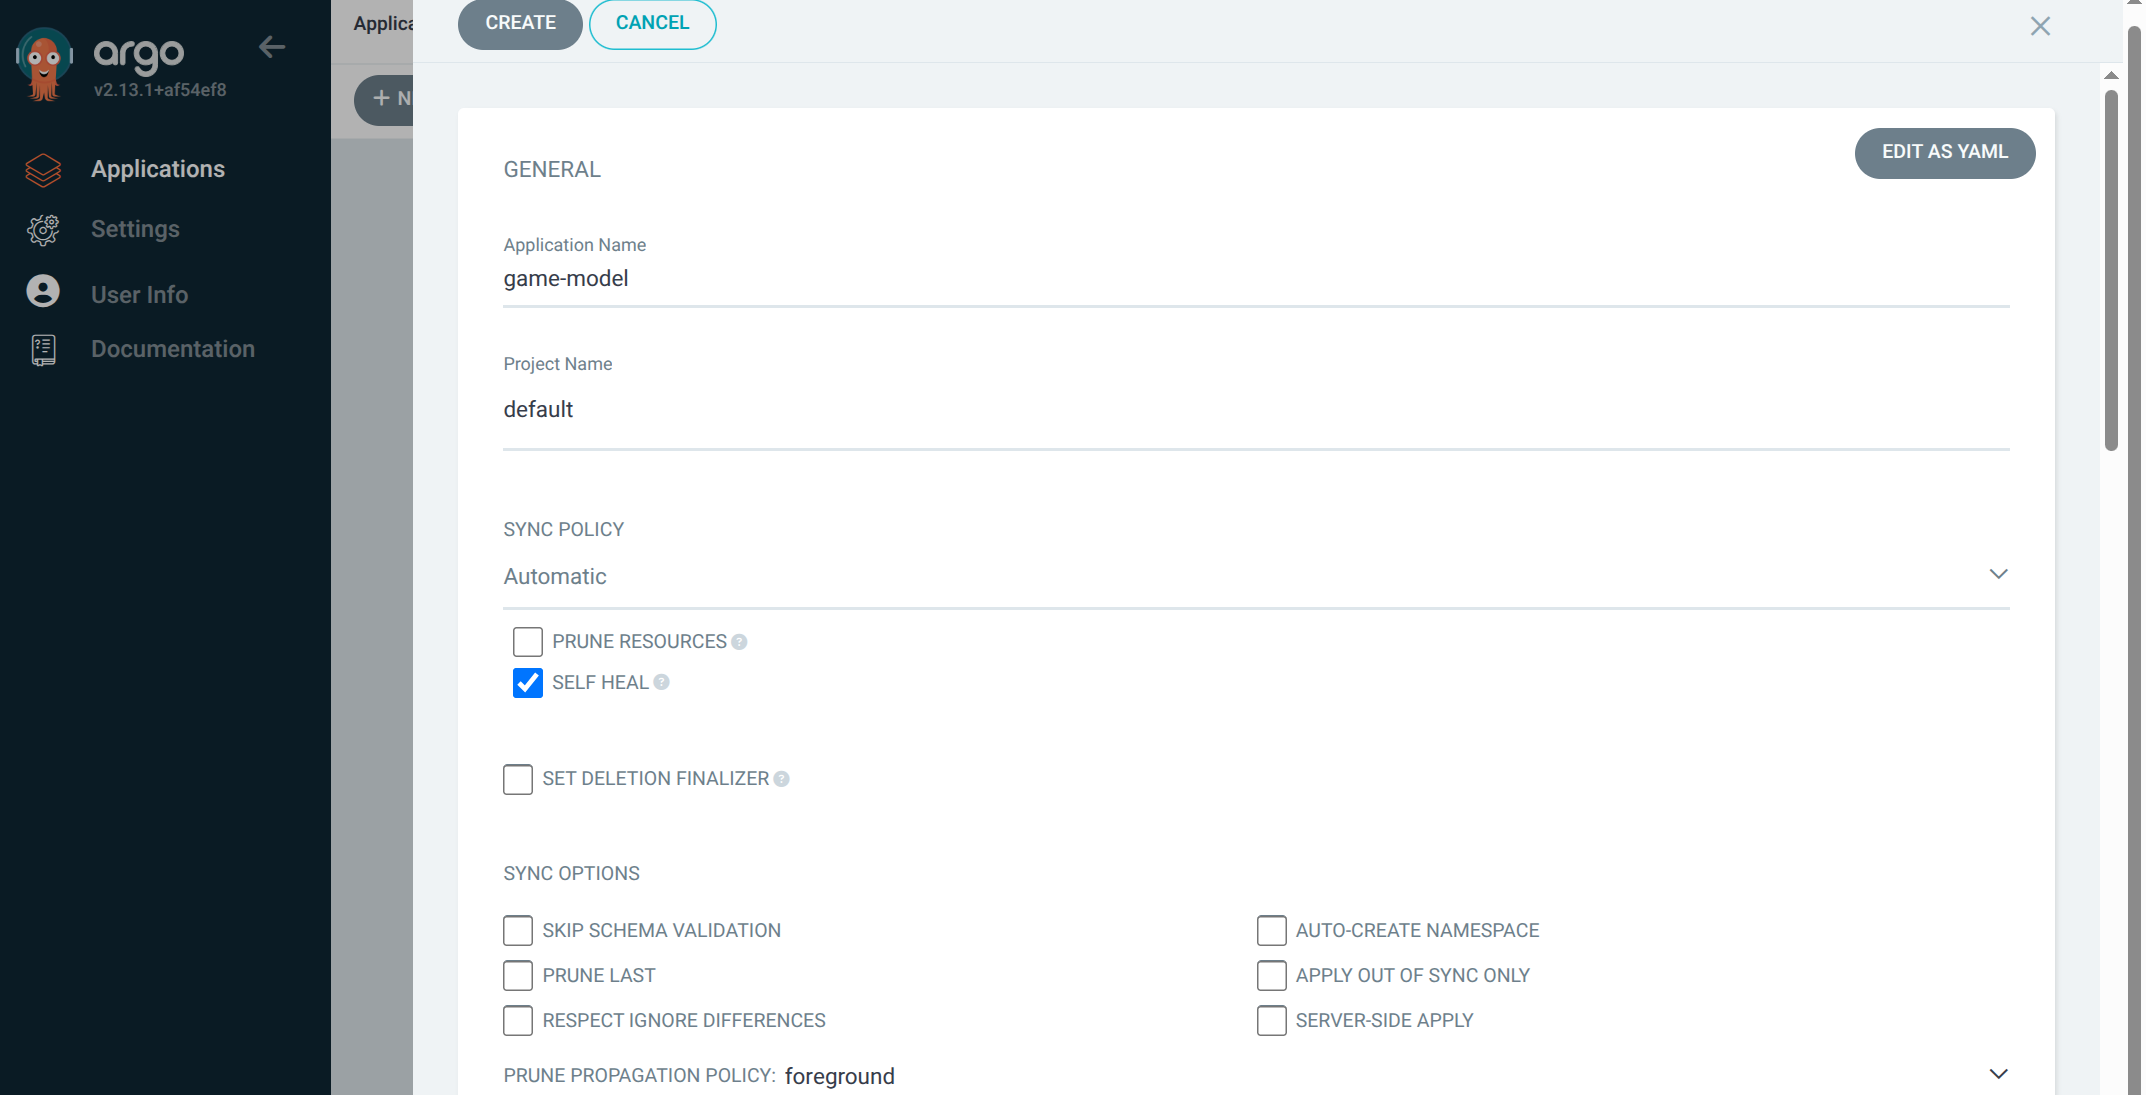 argo
v2.13.1+af54ef8
Applications
Settings
User Info
Documentation
Applica
+ N
CREATE
CANCEL
EDIT AS YAML
GENERAL
Application Name
game-model
Project Name
default
SYNC POLICY
Automatic
PRUNE RESOURCES ?
SELF HEAL ?
SET DELETION FINALIZER ?
SYNC OPTIONS
SKIP SCHEMA VALIDATION
AUTO-CREATE NAMESPACE
PRUNE LAST
APPLY OUT OF SYNC ONLY
RESPECT IGNORE DIFFERENCES
SERVER-SIDE APPLY
PRUNE PROPAGATION POLICY: foreground